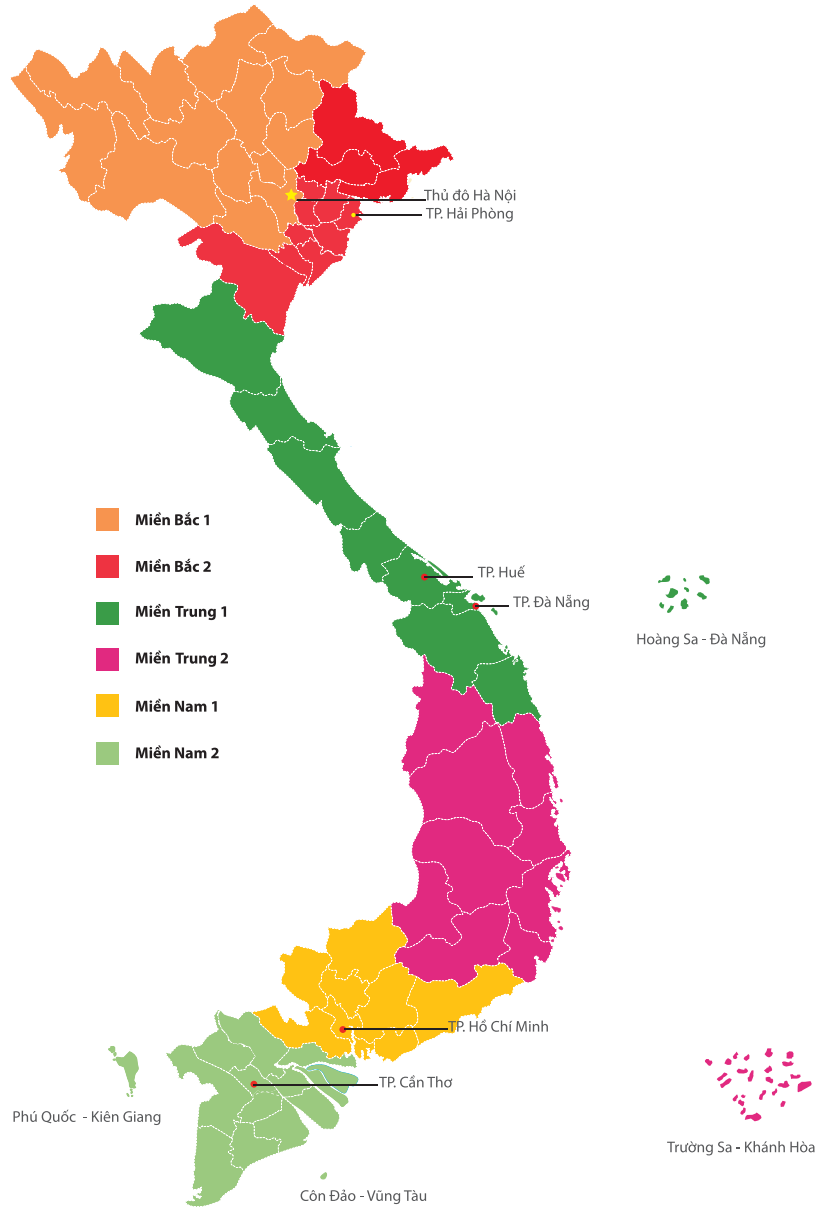 Thủ đô Hà Nội
TP. Hải Phòng
Miền Bắc 1
Miền Bắc 2
Miền Trung 1
Miền Trung 2
Miền Nam 1
Miền Nam 2
TP. Huế
TP. Đà Nẵng
Hoàng Sa - Đà Nẵng
TP. Hồ Chí Minh
TP. Cần Thơ
Phú Quốc - Kiên Giang
Trường Sa - Khánh Hòa
Côn Đảo - Vũng Tàu